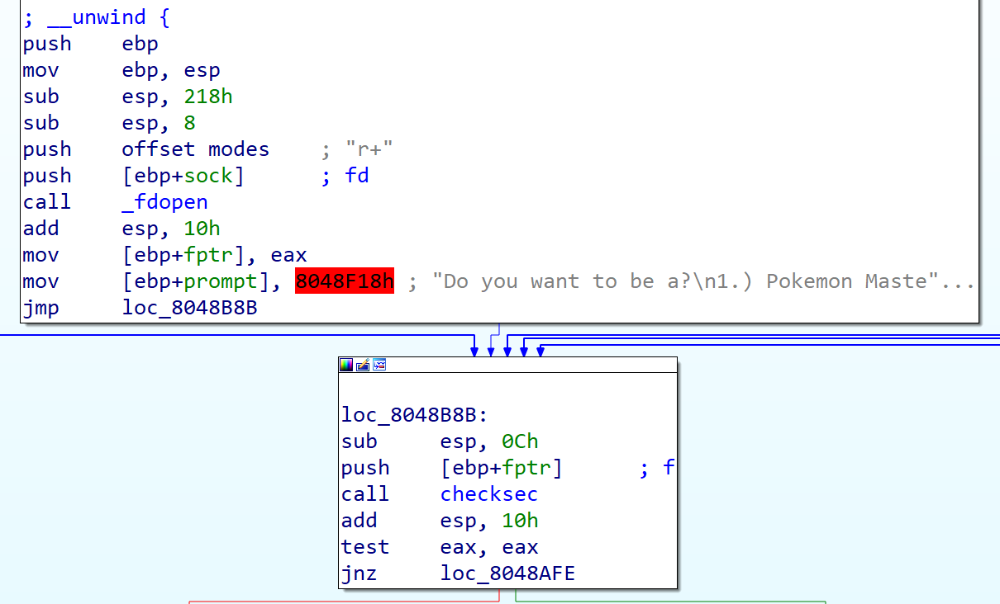 ; __unwind {
push ebp
mov ebp, esp
sub esp, 218h
sub esp, 8
push offset modes ; "r+"
push [ebp+sock] ; fd
call _fdopen
add esp, 10h
mov [ebp+fptr], eax
mov [ebp+prompt], 8048F18h ; "Do you want to be a?\n1.) Pokemon Maste"...
jmp loc_8048B8B
loc_8048B8B:
sub esp, 0Ch
push [ebp+fptr] ; f
call checksec
add esp, 10h
test eax, eax
jnz loc_8048AFE